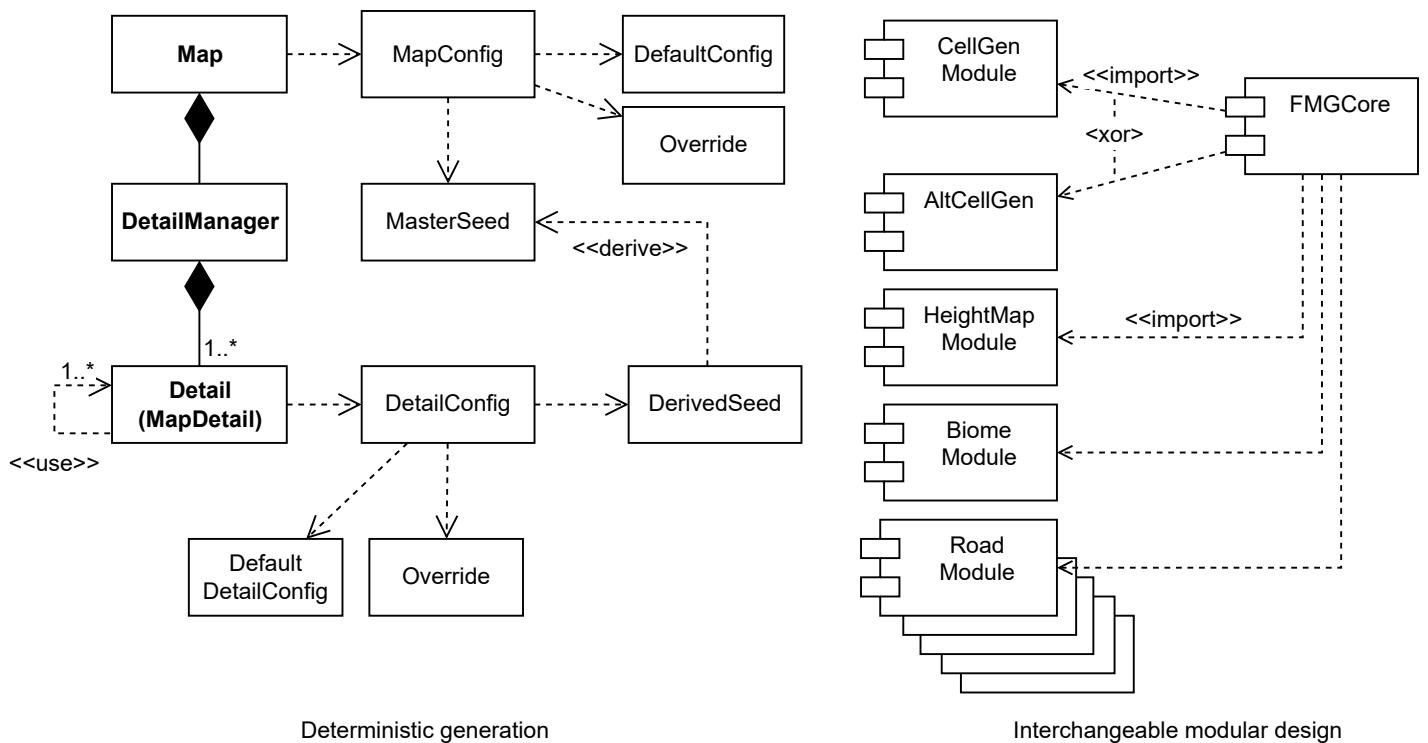 Map
MapConfig
DefaultConfig
Override
DetailManager
MasterSeed
<<derive>>
1..*
1..*
Detail
(MapDetail)
<<use>>
DetailConfig
DerivedSeed
Default
DetailConfig
Override
Deterministic generation
CellGen
Module
<<import>>
FMGCore
<xor>
AltCellGen
HeightMap
Module
<<import>>
Biome
Module
Road
Module
Interchangeable modular design